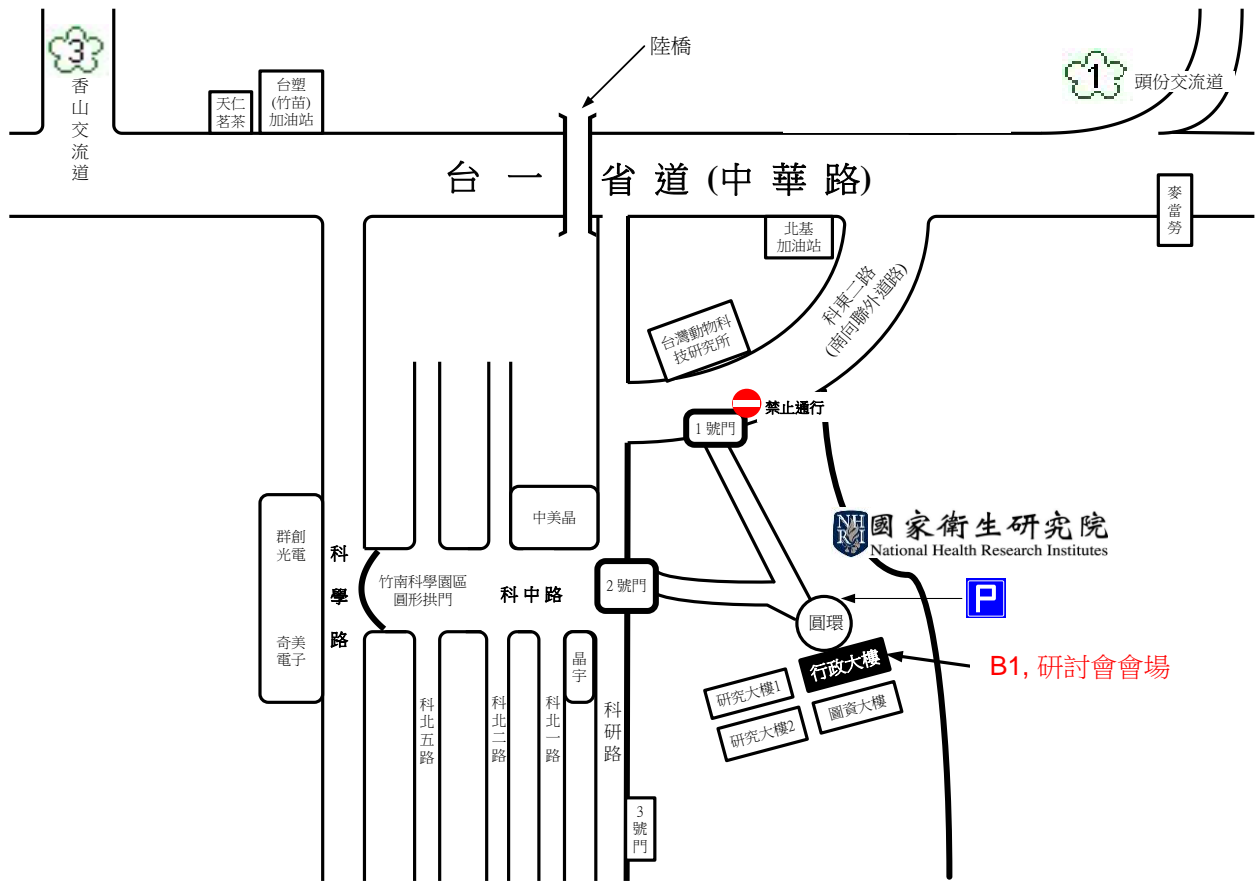 3
香山交流道
天仁
茗茶
台塑
(竹苗)
加油站
陸橋
1
頭份交流道
台一省道(中華路)
麥當勞
北基
加油站
科東二路
(南向聯外道路)
台灣動物科
技研究所
禁止通行
1 號門
中美晶
群創
光電
奇美
電子
科學路
竹南科學園區
圓形拱門
科中路
2 號門
NH
RI
國家衛生研究院
National Health Research Institutes
P
圓環
行政大樓
B1, 研討會會場
研究大樓1
圖資大樓
研究大樓2
晶宇
科北五路
科北二路
科北一路
科研路
3號門